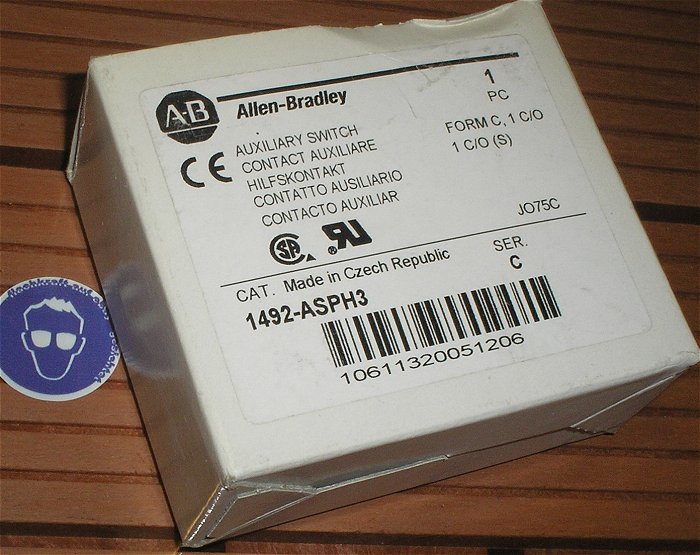 A-B
Allen-Bradley
1
PC
CE
AUXILIARY SWITCH
CONTACT AUXILIARE
HILFSKONTAKT
CONTATTO AUSILIARIO
CONTACTO AUXILIAR
FORM C, 1 C/O
1 C/O (S)
JO75C
CAT. Made in Czech Republic
1492-ASPH3
SER.
C
10611320051206